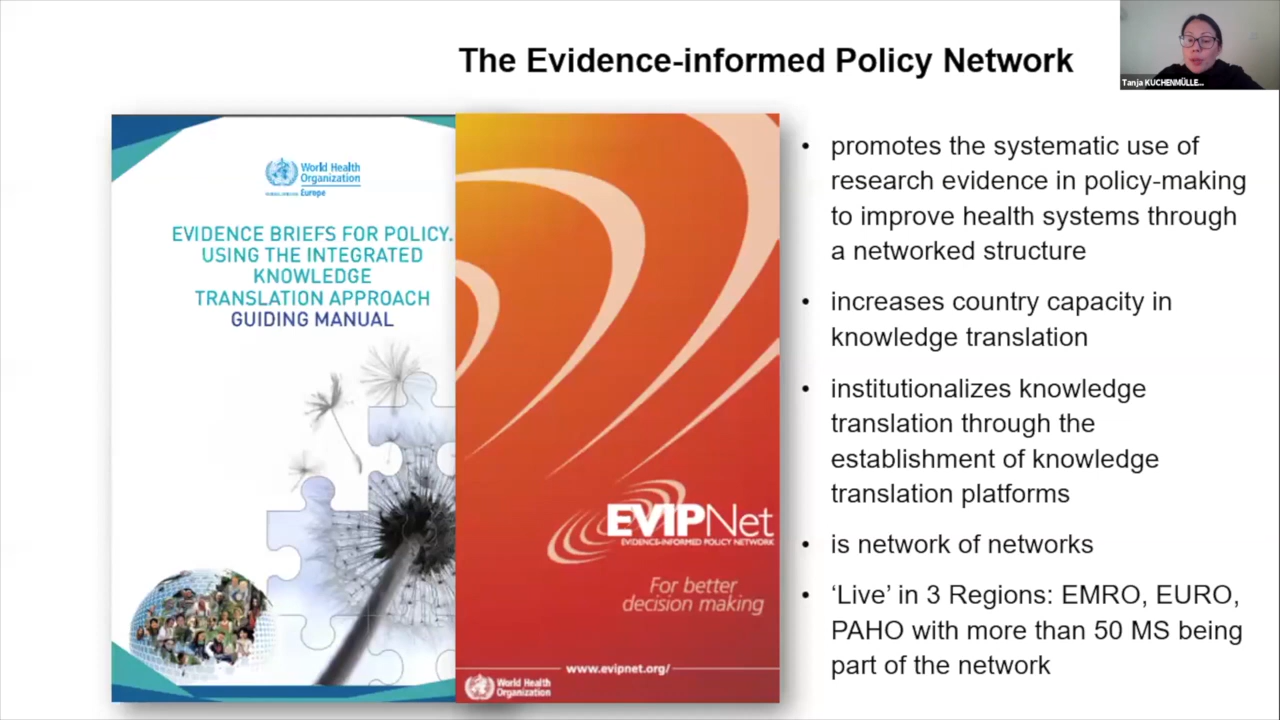 The Evidence-informed Policy Network
Tanja KUCHENMÜLLE...
World Health
Organization
Europe
EVIDENCE BRIEFS FOR POLICY.
USING THE INTEGRATED
KNOWLEDGE
TRANSLATION APPROACH
GUIDING MANUAL
EVIPNet
EVIDENCE-INFORMED POLICY NETWORK
For better
decision making
www.evipnet.org/
World Health
Organization
• promotes the systematic use of
research evidence in policy-making
to improve health systems through
a networked structure
• increases country capacity in
knowledge translation
• institutionalizes knowledge
translation through the
establishment of knowledge
translation platforms
• is network of networks
• ‘Live’ in 3 Regions: EMRO, EURO,
PAHO with more than 50 MS being
part of the network